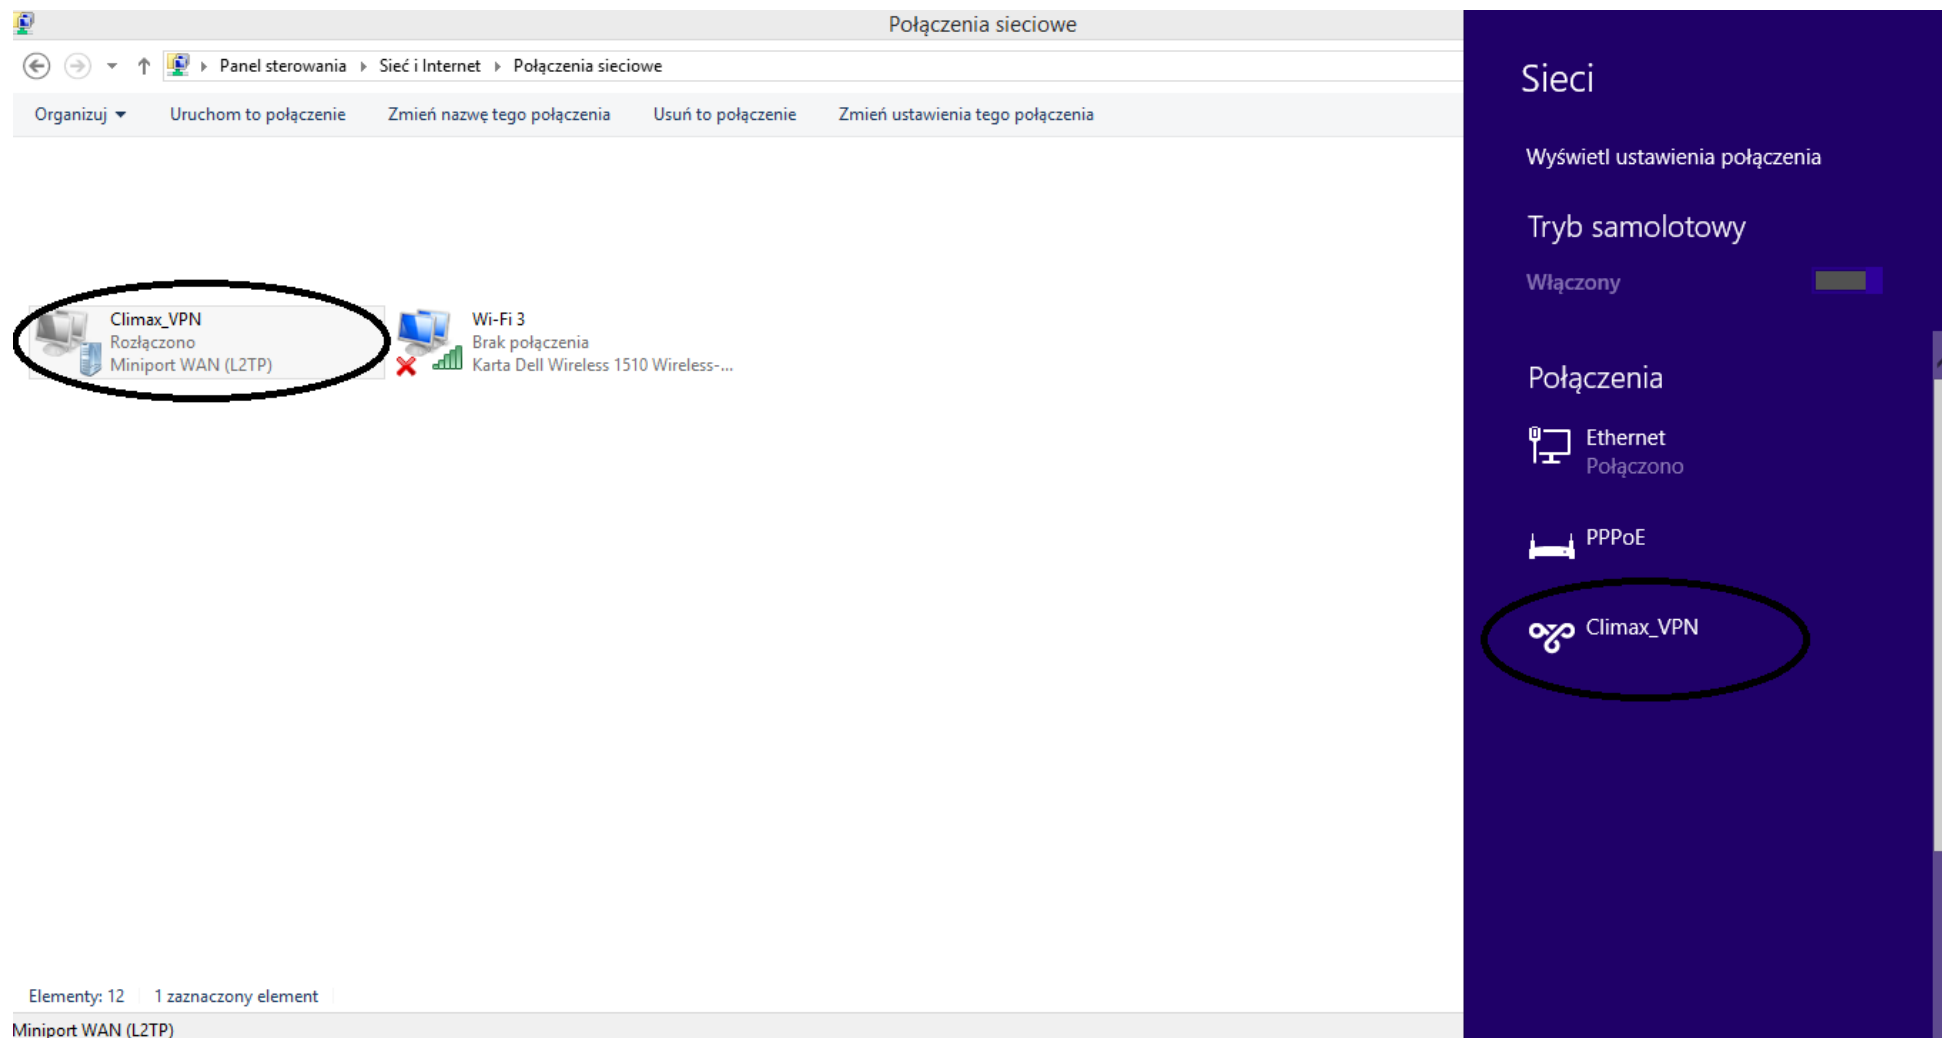 Połączenia sieciowe
Panel sterowania Sieć i Internet Połączenia sieciowe
Organizuj Uruchom to połączenie Zmień nazwę tego połączenia Usuń to połączenie Zmień ustawienia tego połączenia
Climax_VPN
Rozłączono
Miniport WAN (L2TP)
Wi-Fi 3
Brak połączenia
Karta Dell Wireless 1510 Wireless-...
Elementy: 12 1 zaznaczony element
Miniport WAN (L2TP)
Sieci
Wyświetl ustawienia połączenia
Tryb samolotowy
Włączony
Połączenia
Ethernet
Połączono
PPPoE
Climax_VPN